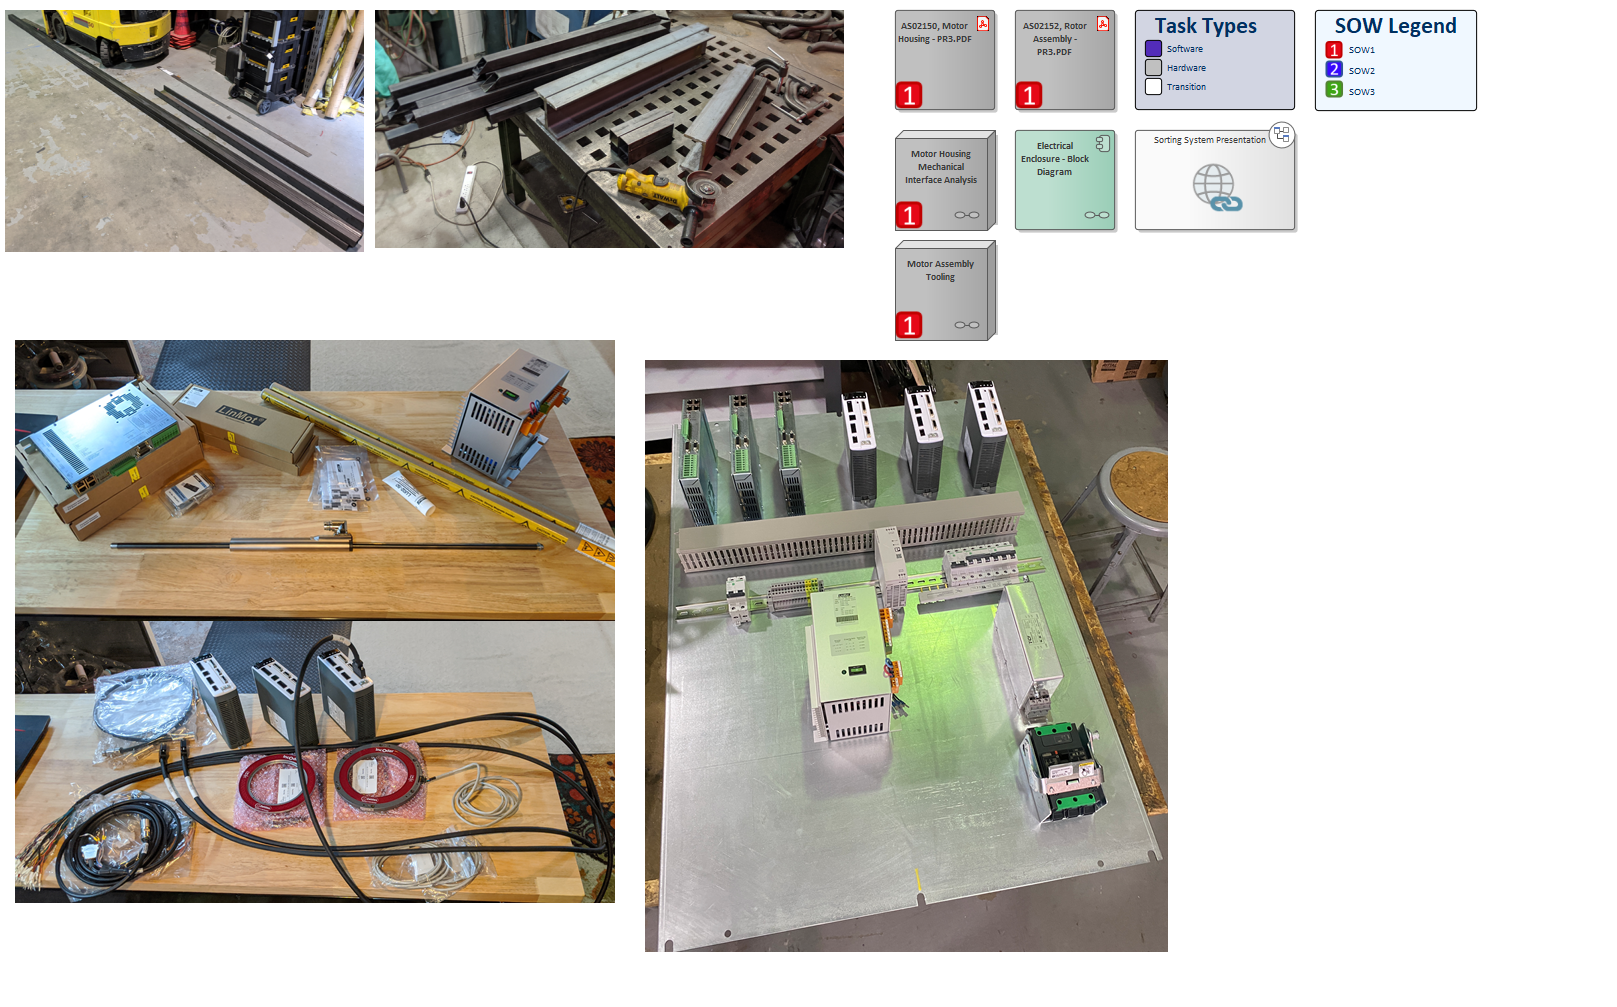 AS02150, Motor
Housing - PR3.PDF
1
AS02152, Rotor
Assembly -
PR3.PDF
1
Task Types
Software
Hardware
Transition
SOW Legend
1 SOW1
2 SOW2
3 SOW3
Motor Housing
Mechanical
Interface Analysis
1
Electrical
Enclosure - Block
Diagram
Sorting System Presentation
Motor Assembly
Tooling
1
LinMot
DEWALT